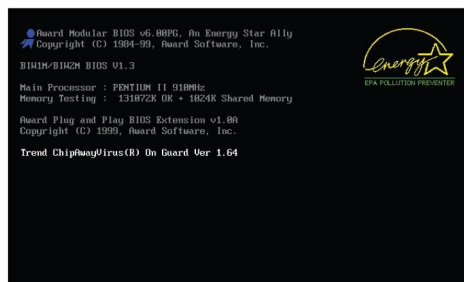 Award Modular BIOS v6.00PG, An Energy Star Ally
Copyright (C) 1984-99, Award Software, Inc.
BIW1M/BIW2M BIOS V1.3
Main Processor : PENTIUM II 910MHz
Memory Testing : 131072K OK + 1024K Shared Memory
Award Plug and Play BIOS Extension v1.0A
Copyright (C) 1999, Award Software, Inc.
Trend ChipAwayVirus(R) On Guard Ver 1.64
energy
EPA POLLUTION PREVENTER